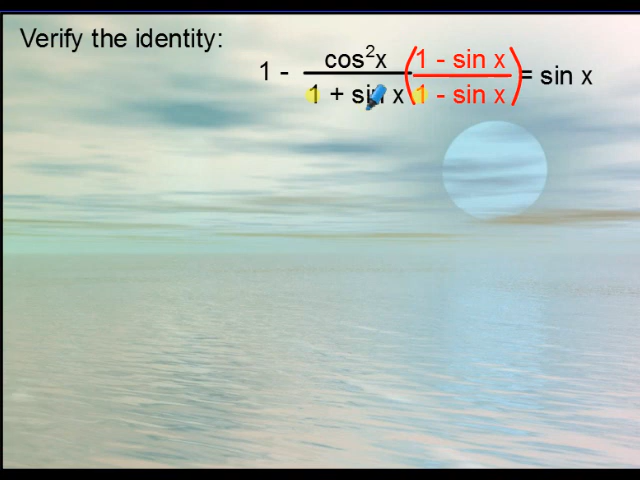 Verify the identity:
1 - cos²x / 1 + sin x (1 - sin x / 1 - sin x) = sin x